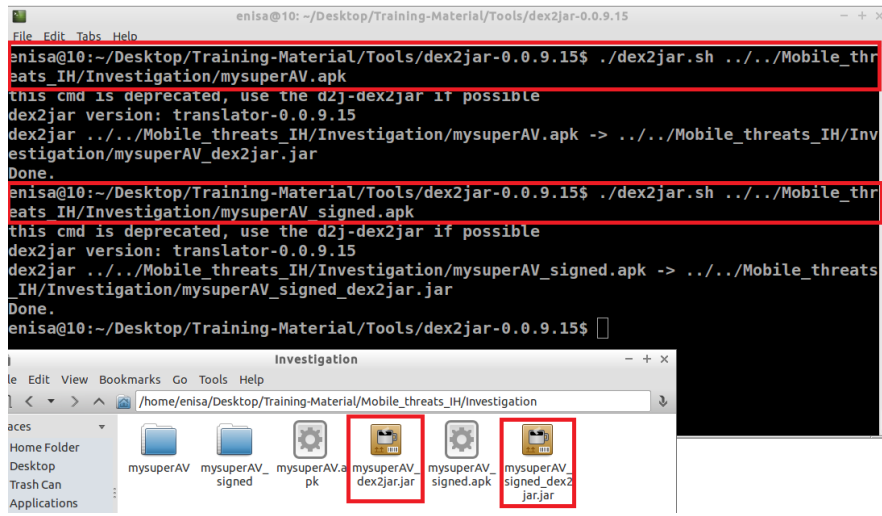 enisa@10: ~/Desktop/Training-Material/Tools/dex2jar-0.0.9.15
File Edit Tabs Help
enisa@10:~/Desktop/Training-Material/Tools/dex2jar-0.0.9.15$ ./dex2jar.sh ../../Mobile_thr
eats_IH/Investigation/mysuperAV.apk
this cmd is deprecated, use the d2j-dex2jar if possible
dex2jar version: translator-0.0.9.15
dex2jar ../../Mobile_threats_IH/Investigation/mysuperAV.apk -> ../../Mobile_threats_IH/Inv
estigation/mysuperAV_dex2jar.jar
Done.
enisa@10:~/Desktop/Training-Material/Tools/dex2jar-0.0.9.15$ ./dex2jar.sh ../../Mobile_thr
eats_IH/Investigation/mysuperAV_signed.apk
this cmd is deprecated, use the d2j-dex2jar if possible
dex2jar version: translator-0.0.9.15
dex2jar ../../Mobile_threats_IH/Investigation/mysuperAV_signed.apk -> ../../Mobile_threats
_IH/Investigation/mysuperAV_signed_dex2jar.jar
Done.
enisa@10:~/Desktop/Training-Material/Tools/dex2jar-0.0.9.15$
Investigation
le Edit View Bookmarks Go Tools Help
/home/enisa/Desktop/Training-Material/Mobile_threats_IH/Investigation
aces
Home Folder
Desktop
Trash Can
Applications
mysuperAV
mysuperAV_
signed
mysuperAV.a
pk
mysuperAV_
dex2jar.jar
mysuperAV_
signed.apk
mysuperAV_
signed_dex2
jar.jar